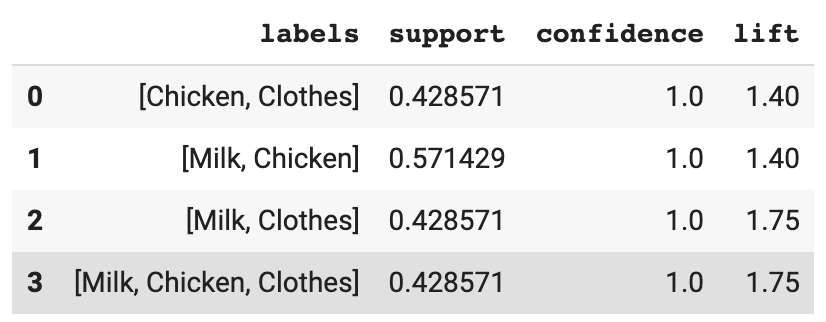 labels support confidence lift
0 [Chicken, Clothes] 0.428571 1.0 1.40
1 [Milk, Chicken] 0.571429 1.0 1.40
2 [Milk, Clothes] 0.428571 1.0 1.75
3 [Milk, Chicken, Clothes] 0.428571 1.0 1.75